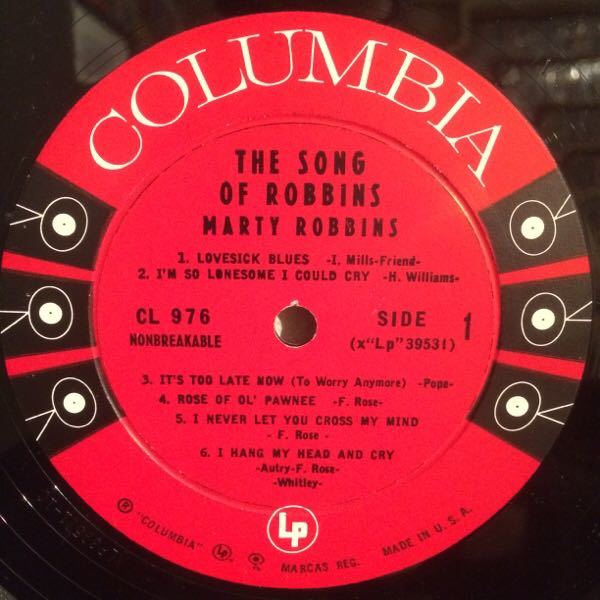 COLUMBIA
THE SONG
OF ROBBINS
MARTY ROBBINS
1. LOVESICK BLUES -I. Mills-Friend-
2. I'M SO LONESOME I COULD CRY -H. Williams-
CL 976
NONBREAKABLE
SIDE 1
(x"Lp"39531)
3. IT'S TOO LATE NOW (To Worry Anymore) -Pope-
4. ROSE OF OL' PAWNEE -F. Rose-
5. I NEVER LET YOU CROSS MY MIND
- F. Rose -
6. I HANG MY HEAD AND CRY
-Autry-F. Rose-
-Whitley-
Lp
® "COLUMBIA" Lp MARCAS REG. MADE IN U.S.A.